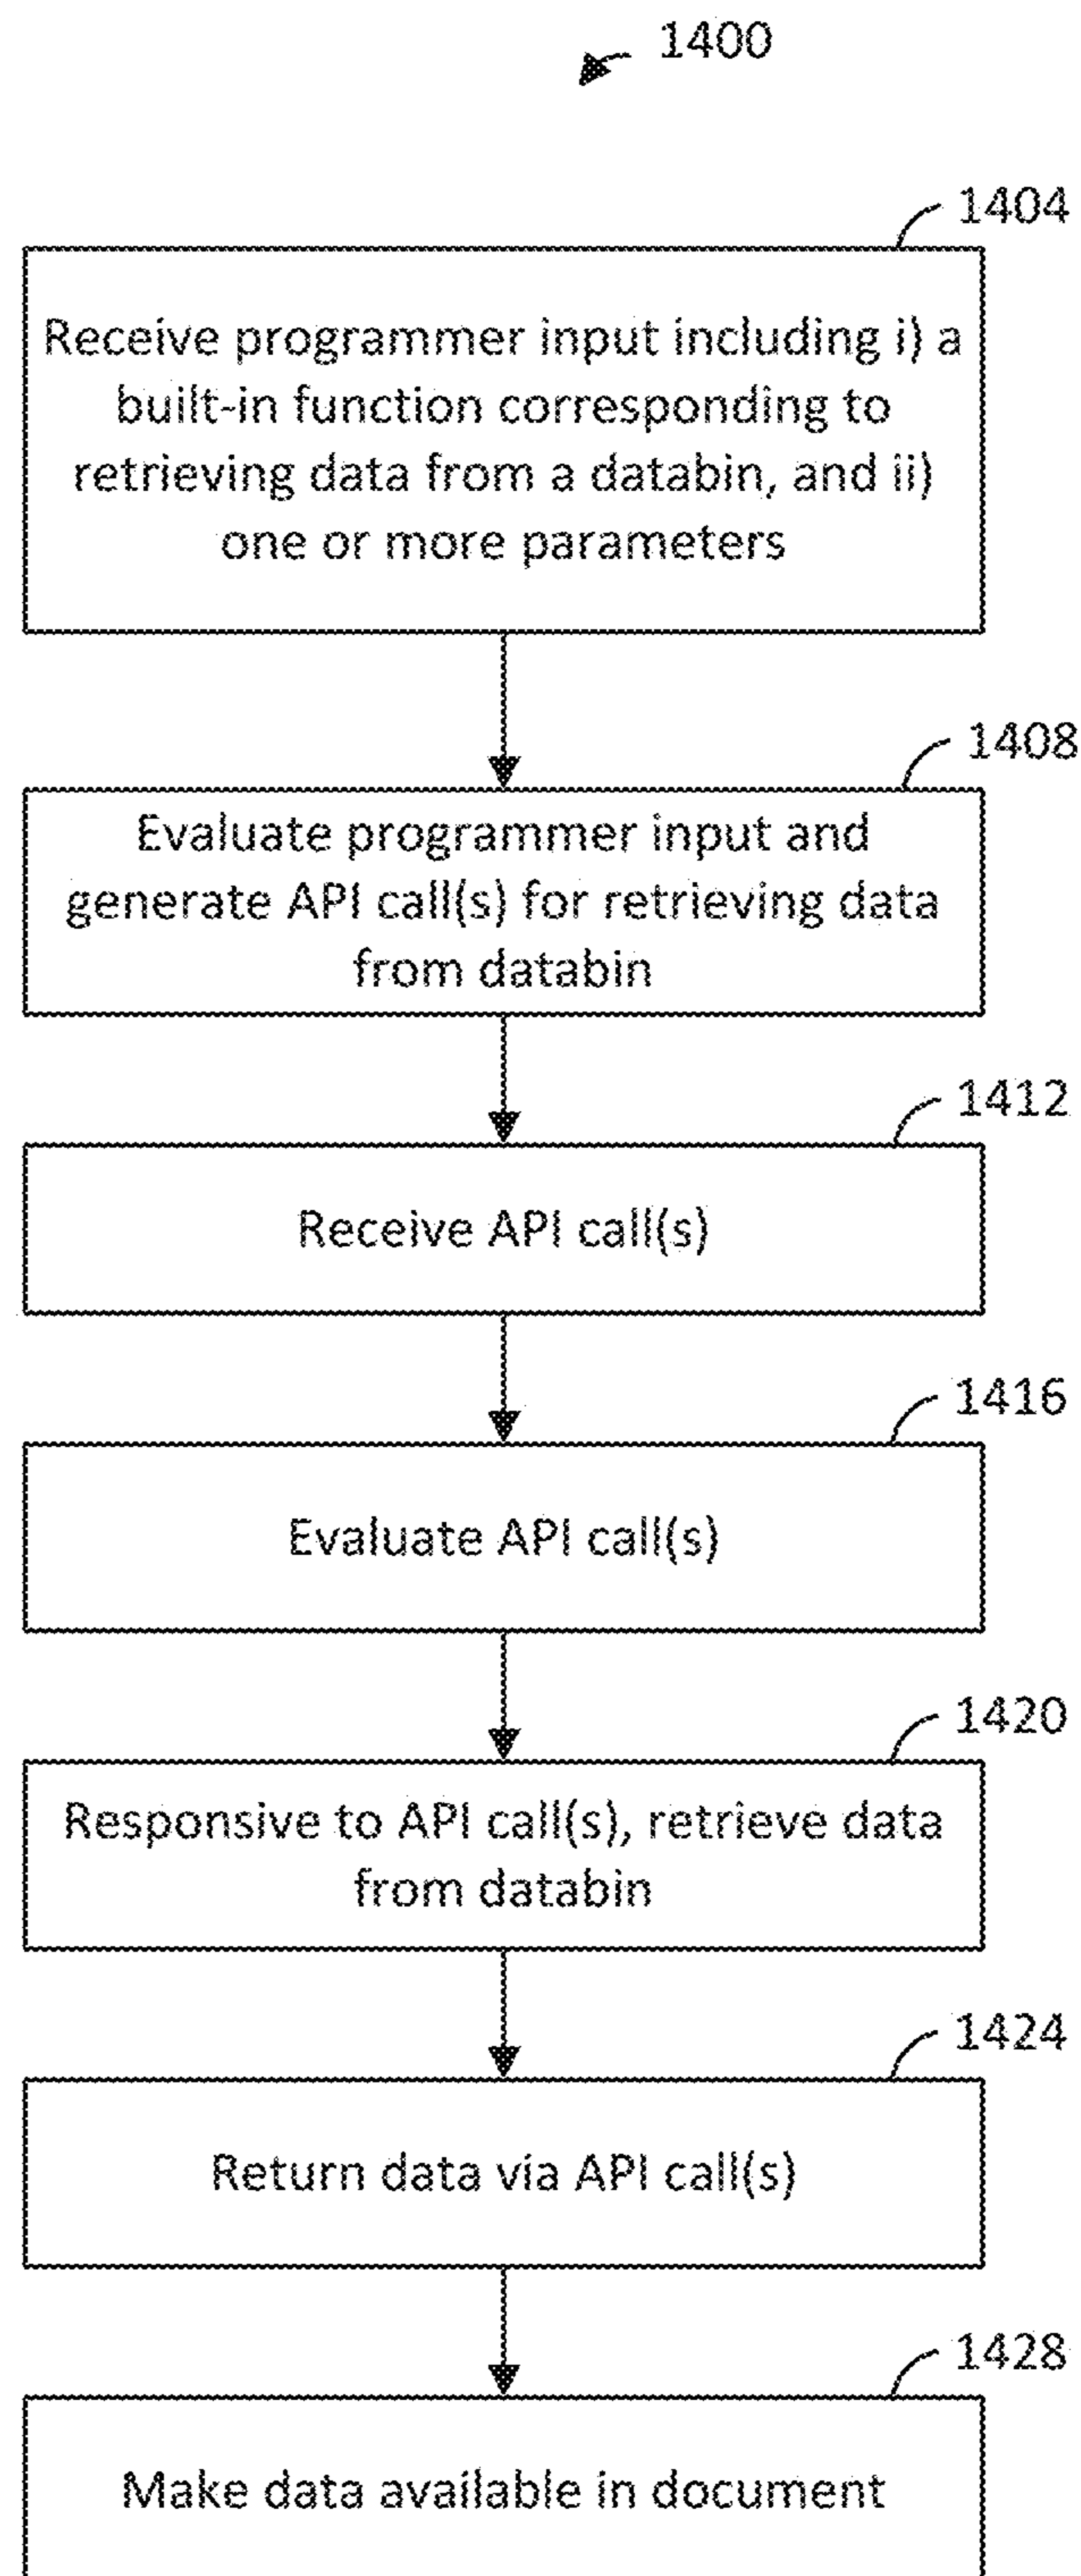 1400
1404
Receive programmer input including i) a
built-in function corresponding to
retrieving data from a databin, and ii)
one or more parameters
1408
Evaluate programmer input and
generate API call(s) for retrieving data
from databin
1412
Receive API call(s)
1416
Evaluate API call(s)
1420
Responsive to API call(s), retrieve data
from databin
1424
Return data via API call(s)
1428
Make data available in document